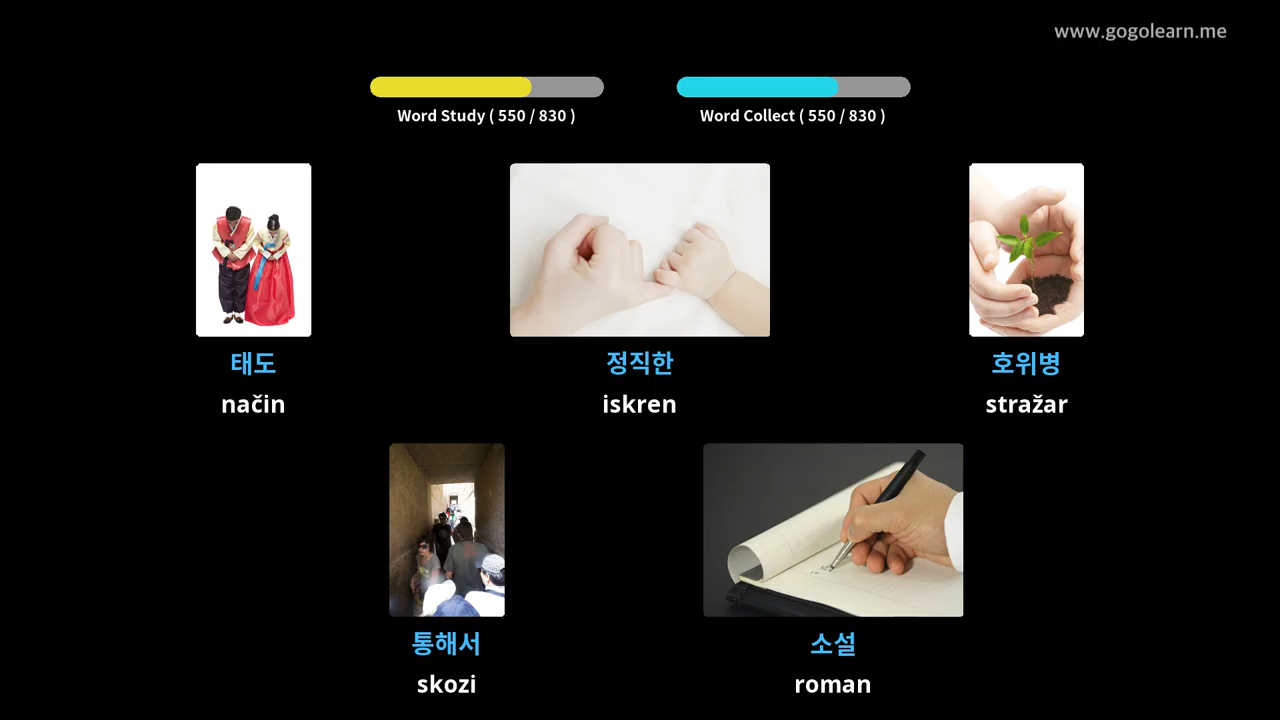 www.gogolearn.me
Word Study ( 550 / 830 )
Word Collect ( 550 / 830 )
태도
정직한
호위병
način
iskren
stražar
통해서
소설
skozi
roman